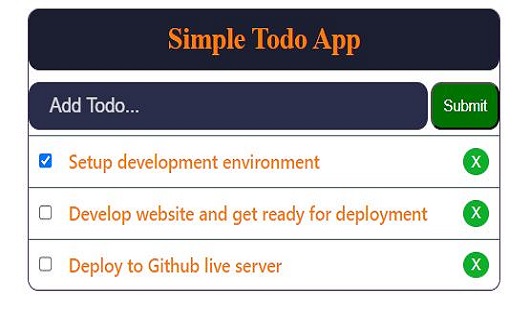 Simple Todo App
Add Todo... Submit
Setup development environment X
Develop website and get ready for deployment X
Deploy to Github live server X